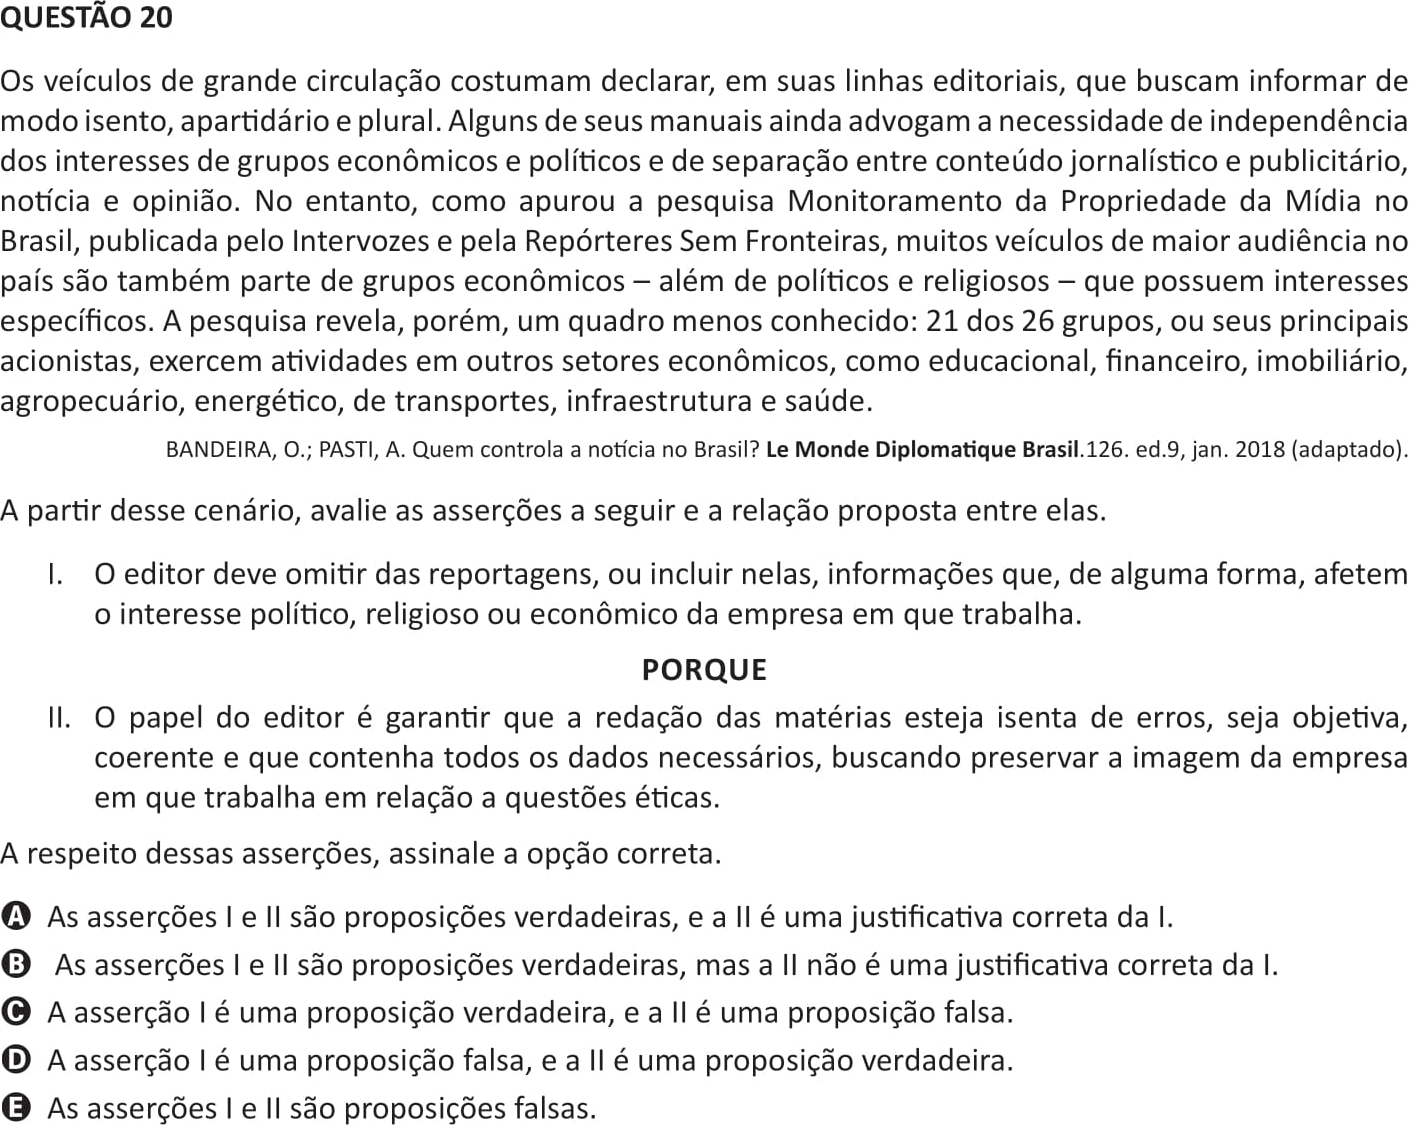 QUESTÃO 20
Os veículos de grande circulação costumam declarar, em suas linhas editoriais, que buscam informar de
modo isento, apartidário e plural. Alguns de seus manuais ainda advogam a necessidade de independência
dos interesses de grupos econômicos e políticos e de separação entre conteúdo jornalístico e publicitário,
notícia e opinião. No entanto, como apurou a pesquisa Monitoramento da Propriedade da Mídia no
Brasil, publicada pelo Intervozes e pela Repórteres Sem Fronteiras, muitos veículos de maior audiência no
país são também parte de grupos econômicos – além de políticos e religiosos – que possuem interesses
específicos. A pesquisa revela, porém, um quadro menos conhecido: 21 dos 26 grupos, ou seus principais
acionistas, exercem atividades em outros setores econômicos, como educacional, financeiro, imobiliário,
agropecuário, energético, de transportes, infraestrutura e saúde.
BANDEIRA, O.; PASTI, A. Quem controla a notícia no Brasil? Le Monde Diplomatique Brasil.126. ed.9, jan. 2018 (adaptado).
A partir desse cenário, avalie as asserções a seguir e a relação proposta entre elas.
I. O editor deve omitir das reportagens, ou incluir nelas, informações que, de alguma forma, afetem
o interesse político, religioso ou econômico da empresa em que trabalha.
PORQUE
II. O papel do editor é garantir que a redação das matérias esteja isenta de erros, seja objetiva,
coerente e que contenha todos os dados necessários, buscando preservar a imagem da empresa
em que trabalha em relação a questões éticas.
A respeito dessas asserções, assinale a opção correta.
A As asserções I e II são proposições verdadeiras, e a II é uma justificativa correta da I.
B As asserções I e II são proposições verdadeiras, mas a II não é uma justificativa correta da I.
C A asserção I é uma proposição verdadeira, e a II é uma proposição falsa.
D A asserção I é uma proposição falsa, e a II é uma proposição verdadeira.
E As asserções I e II são proposições falsas.